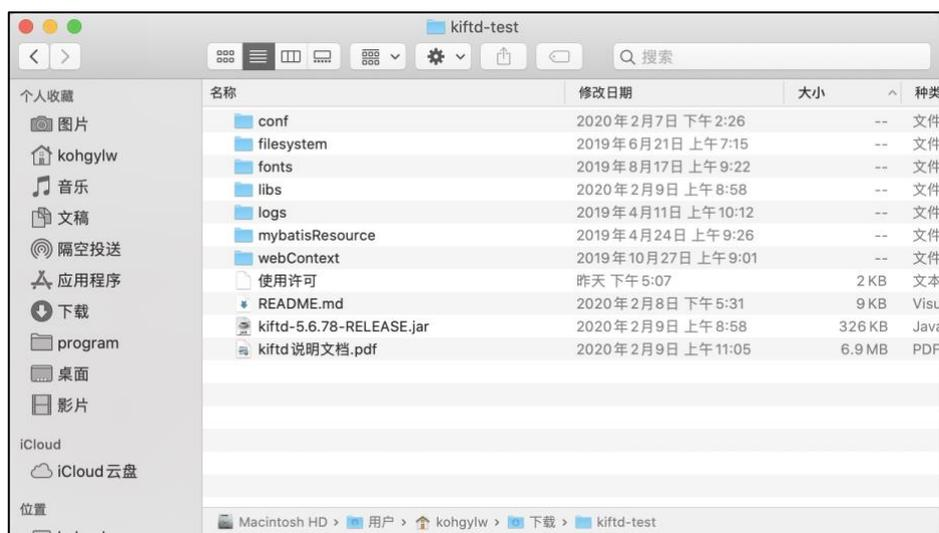 kiftd-test
搜索
个人收藏
图片
kohgylw
音乐
文稿
隔空投送
应用程序
下载
program
桌面
影片
iCloud
iCloud云盘
位置
名称 修改日期 大小 种类
conf 2020年2月7日 下午2:26 -- 文件
filesystem 2019年6月21日 上午7:15 -- 文件
fonts 2019年8月17日 上午9:22 -- 文件
libs 2020年2月9日 上午8:58 -- 文件
logs 2019年4月11日 上午10:12 -- 文件
mybatisResource 2019年4月24日 上午9:26 -- 文件
webContext 2019年10月27日 上午9:01 -- 文件
使用许可 昨天 下午5:07 2 KB 文本
README.md 2020年2月8日 下午5:31 9 KB Visu
kiftd-5.6.78-RELEASE.jar 2020年2月9日 上午8:58 326 KB Java
kiftd说明文档.pdf 2020年2月9日 上午11:05 6.9 MB PDF
Macintosh HD › 用户 › kohgylw › 下载 › kiftd-test